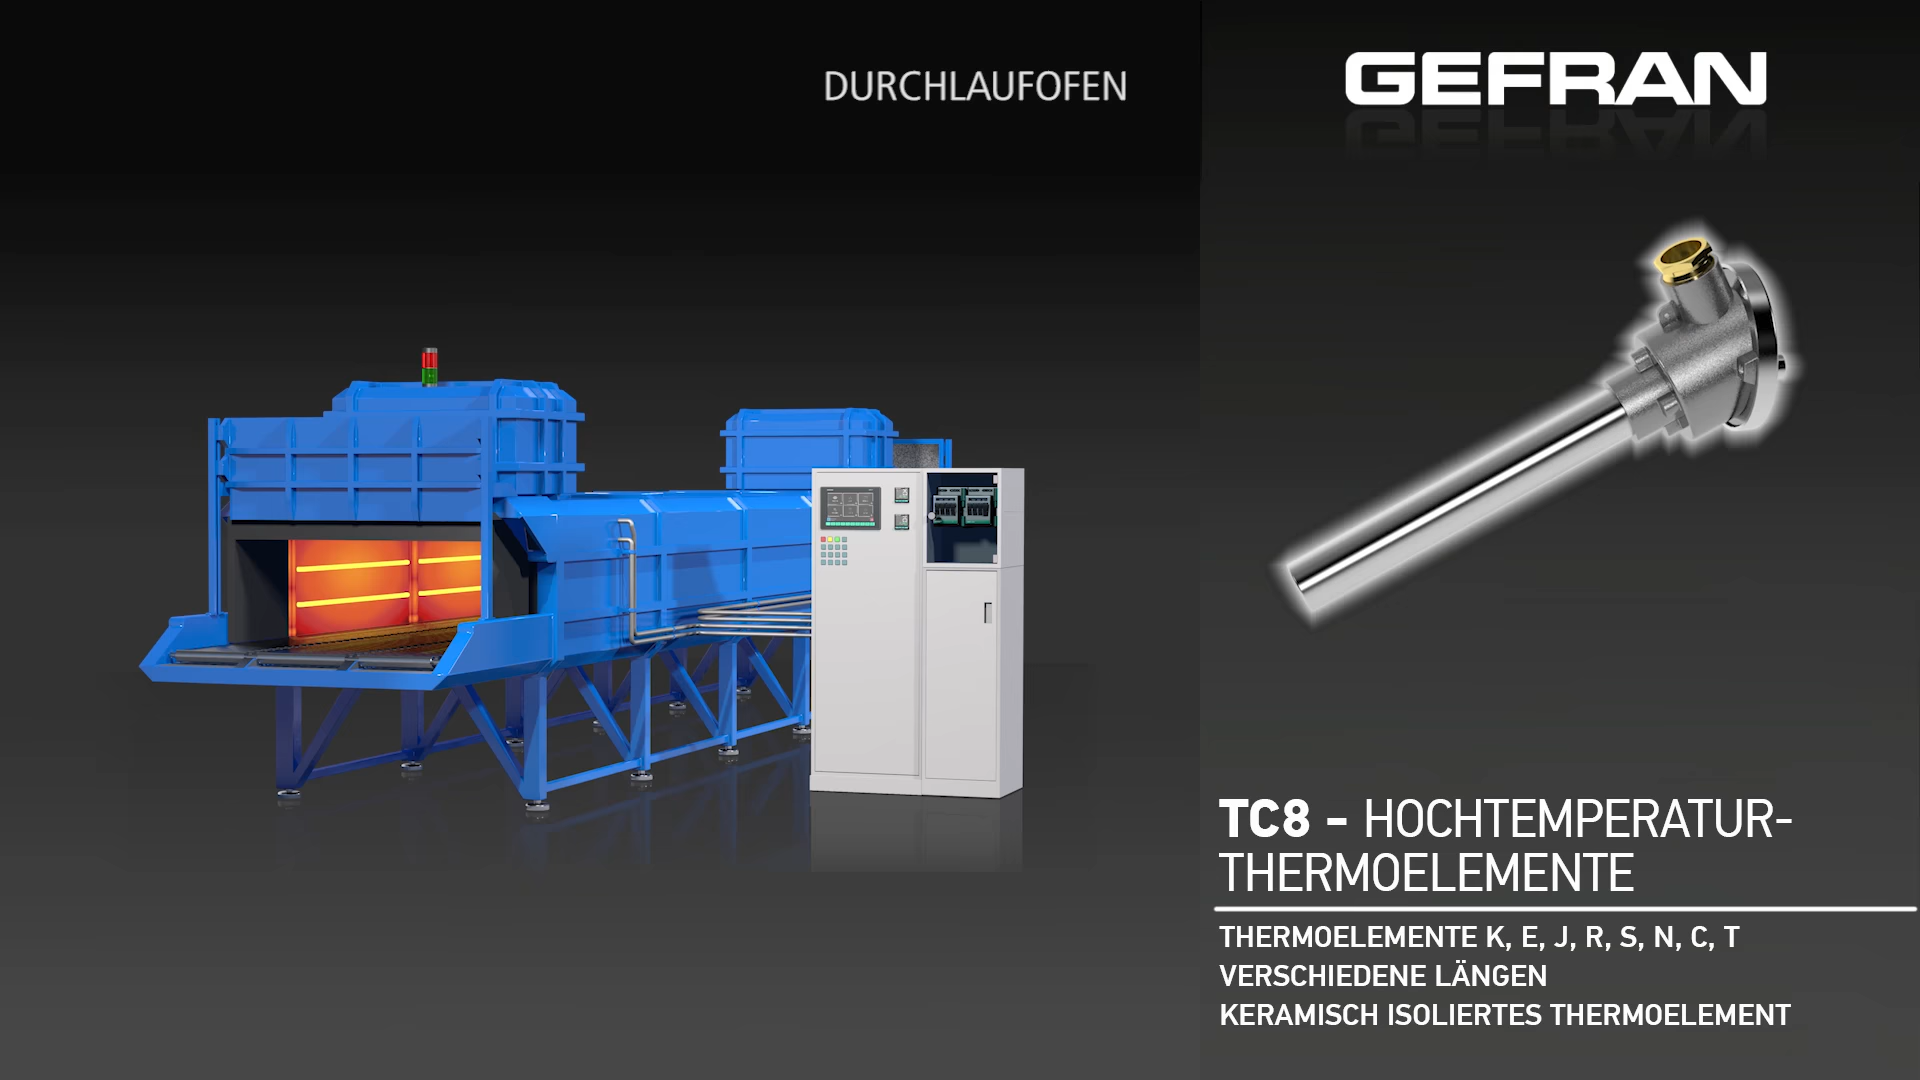 DURCHLAUFOFEN
GEFRAN
TC8 - HOCHTEMPERATUR-
THERMOELEMENTE
THERMOELEMENTE K, E, J, R, S, N, C, T
VERSCHIEDENE LÄNGEN
KERAMISCH ISOLIERTES THERMOELEMENT